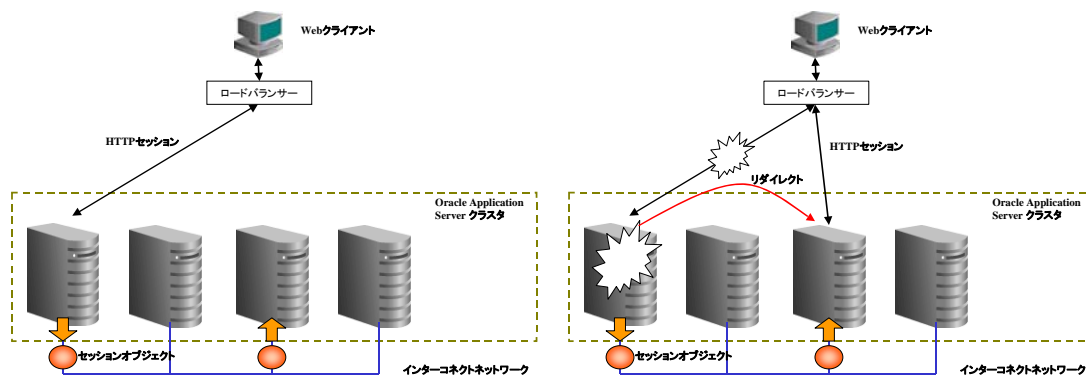 Webクライアント
ロードバランサー
HTTPセッション
Oracle Application
Server クラスタ
セッションオブジェクト
インターコネクトネットワーク
Webクライアント
ロードバランサー
HTTPセッション
リダイレクト
Oracle Application
Server クラスタ
セッションオブジェクト
インターコネクトネットワーク